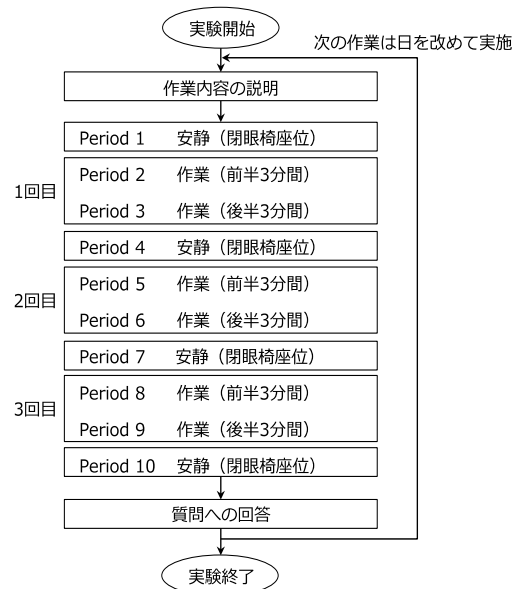 実験開始
次の作業は日を改めて実施
作業内容の説明
Period 1 安静（閉眼椅座位）
1回目
Period 2 作業（前半3分間）
Period 3 作業（後半3分間）
Period 4 安静（閉眼椅座位）
2回目
Period 5 作業（前半3分間）
Period 6 作業（後半3分間）
Period 7 安静（閉眼椅座位）
3回目
Period 8 作業（前半3分間）
Period 9 作業（後半3分間）
Period 10 安静（閉眼椅座位）
質問への回答
実験終了